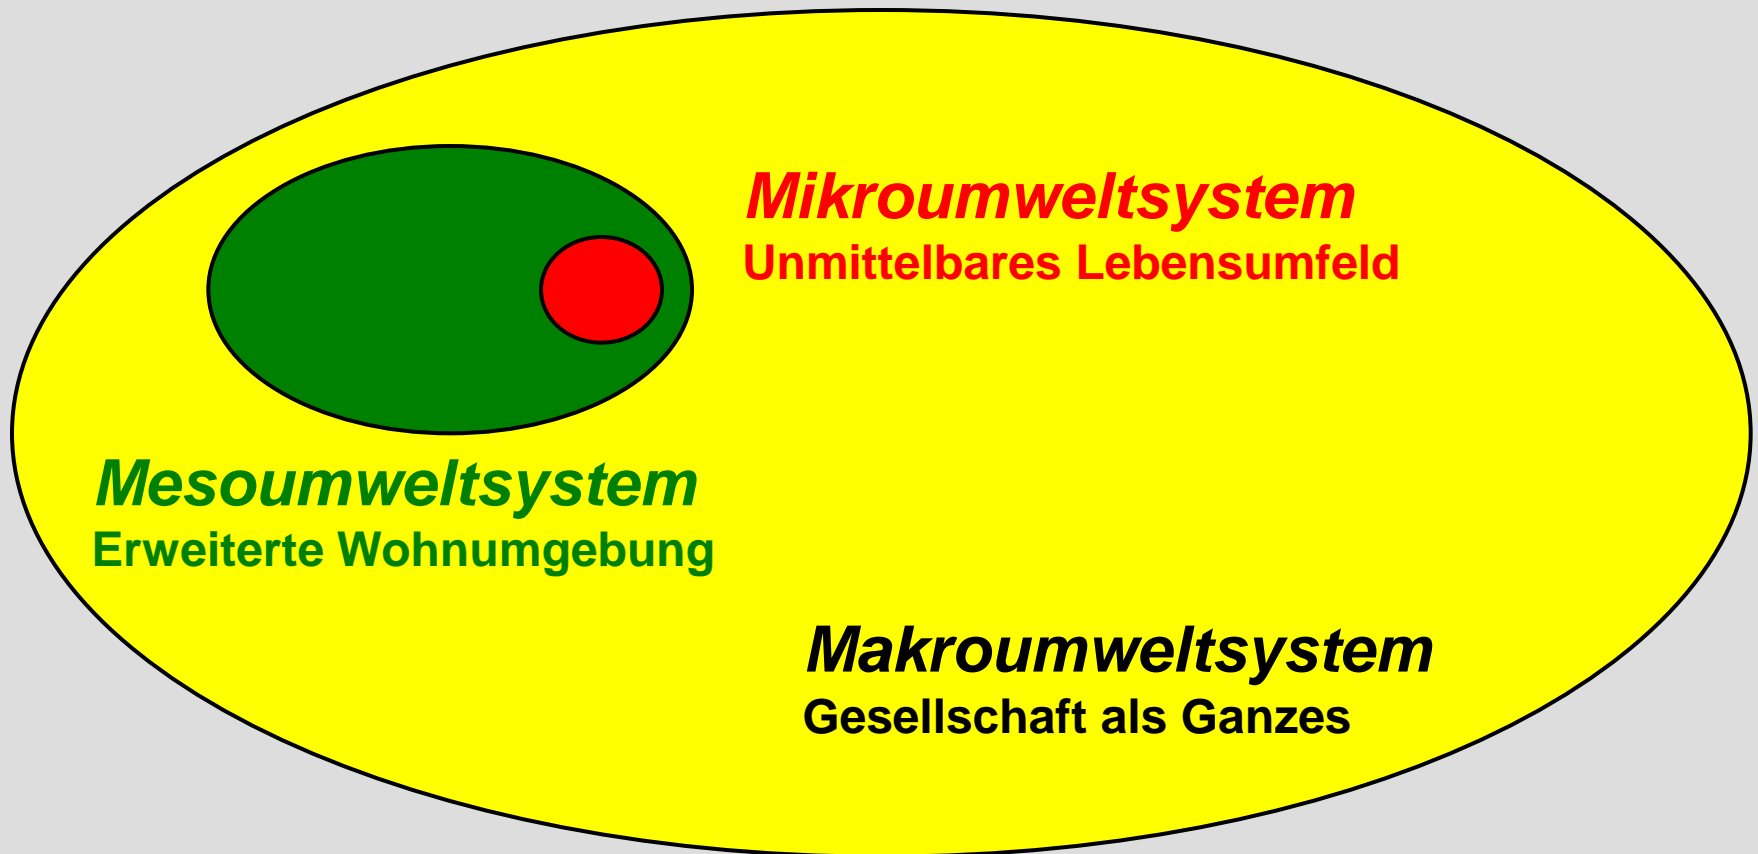 Mikroumweltsystem
Unmittelbares Lebensumfeld
Mesoumweltsystem
Erweiterte Wohnumgebung
Makroumweltsystem
Gesellschaft als Ganzes